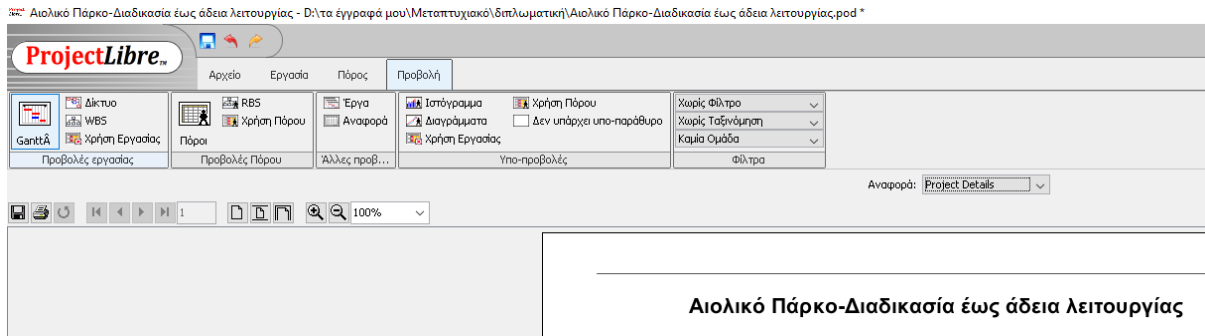 Αιολικό Πάρκο-Διαδικασία έως άδεια λειτουργίας - D:\τα έγγραφά μου\Μεταπτυχιακό\διπλωματική\Αιολικό Πάρκο-Διαδικασία έως άδεια λειτουργίας.pod *
ProjectLibre™
Αρχείο Εργασία Πόρος Προβολή
Δίκτυο RBS Έργα Ιστόγραμμα Χρήση Πόρου Χωρίς Φίλτρο
WBS Χρήση Πόρου Αναφορά Διαγράμματα Δεν υπάρχει υπο-παράθυρο Χωρίς Ταξινόμηση
GanttÂ Χρήση Εργασίας Πόροι Χρήση Εργασίας Καμία Ομάδα
Προβολές εργασίας Προβολές Πόρου Άλλες προβ... Υπο-προβολές Φίλτρα
Αναφορά: Project Details
1 100%
Αιολικό Πάρκο-Διαδικασία έως άδεια λειτουργίας